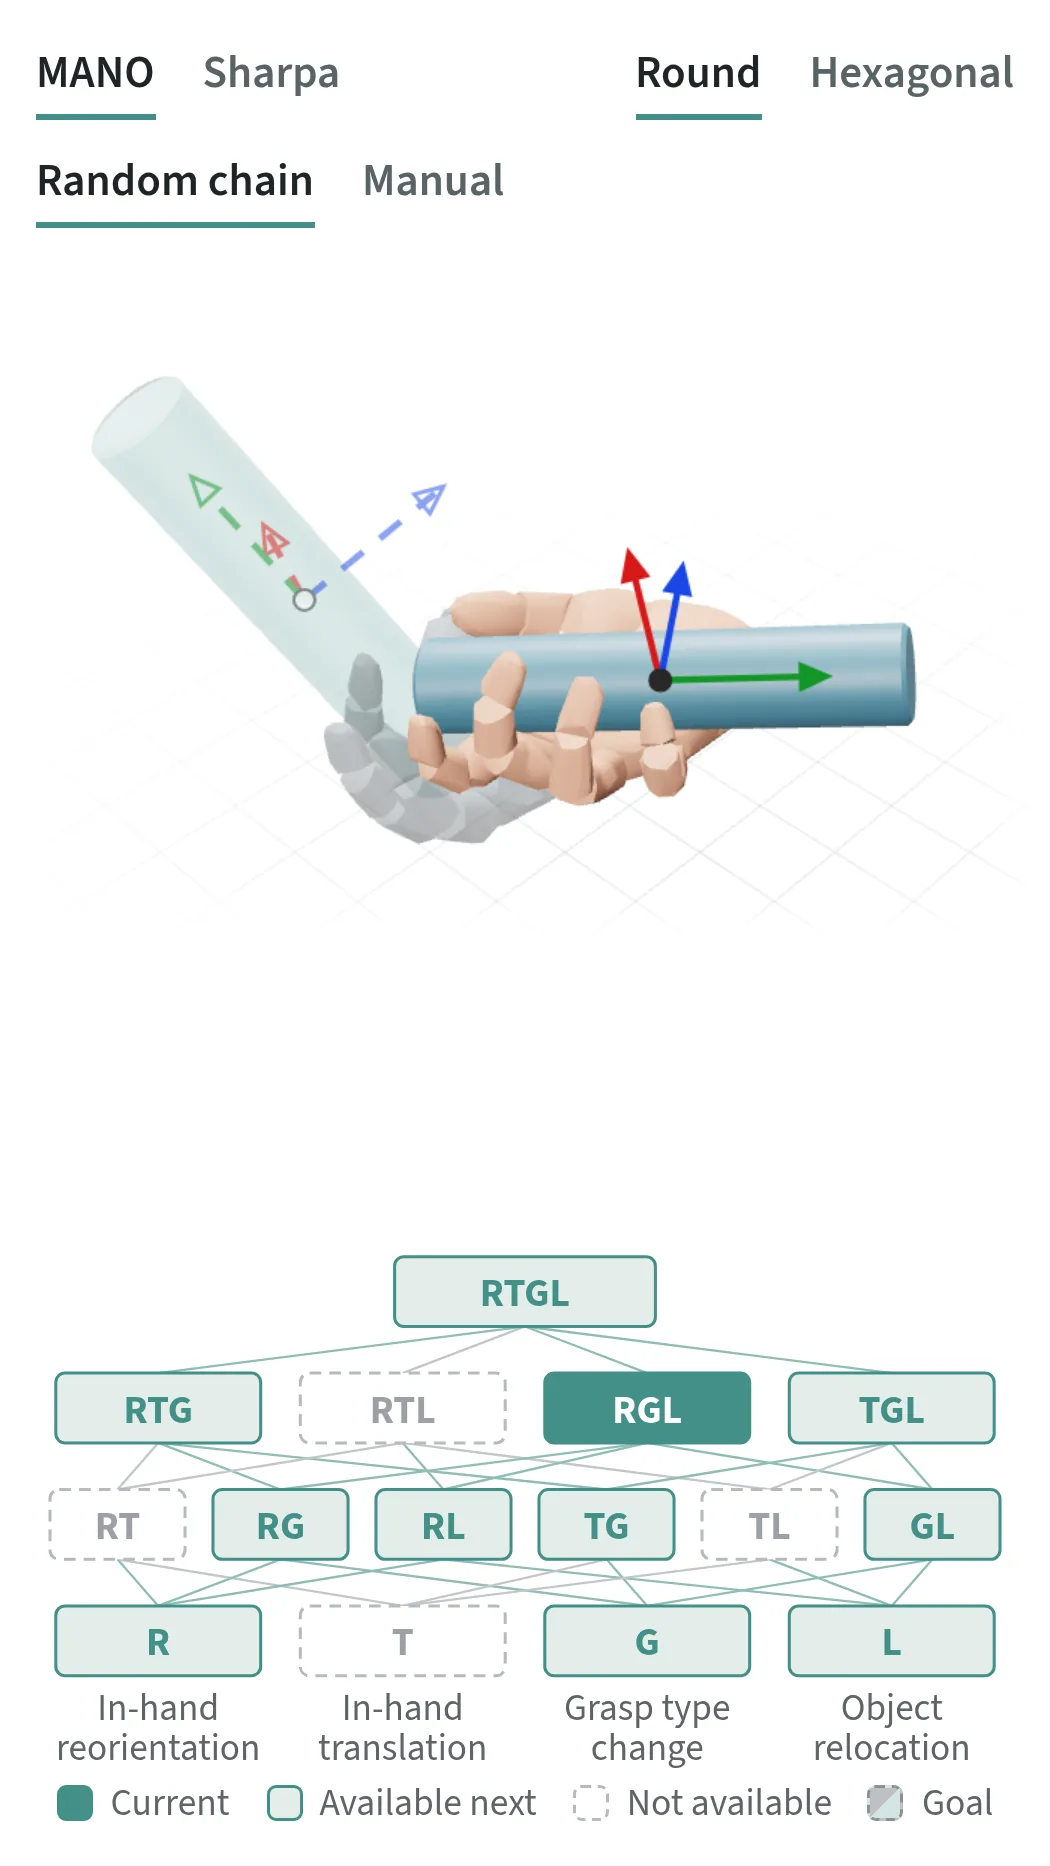 MANO Sharpa Round Hexagonal
Random chain Manual
RTGL
RTG RTL RGL TGL
RT RG RL TG TL GL
R T G L
In-hand In-hand Grasp type Object
reorientation translation change relocation
Current Available next Not available Goal